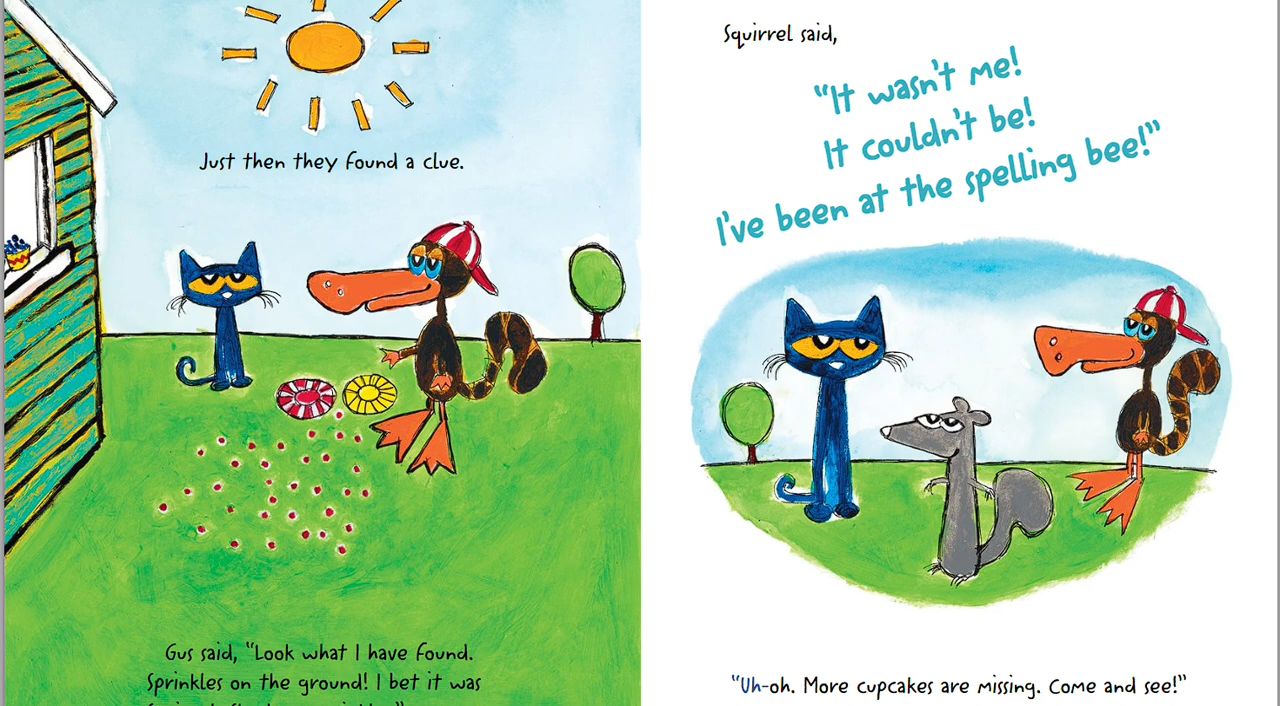 Just then they found a clue.
Gus said, “Look what I have found.
Sprinkles on the ground! I bet it was
Squirrel said,
“It wasn’t me!
It couldn’t be!
I’ve been at the spelling bee!”
“Uh-oh. More cupcakes are missing. Come and see!”